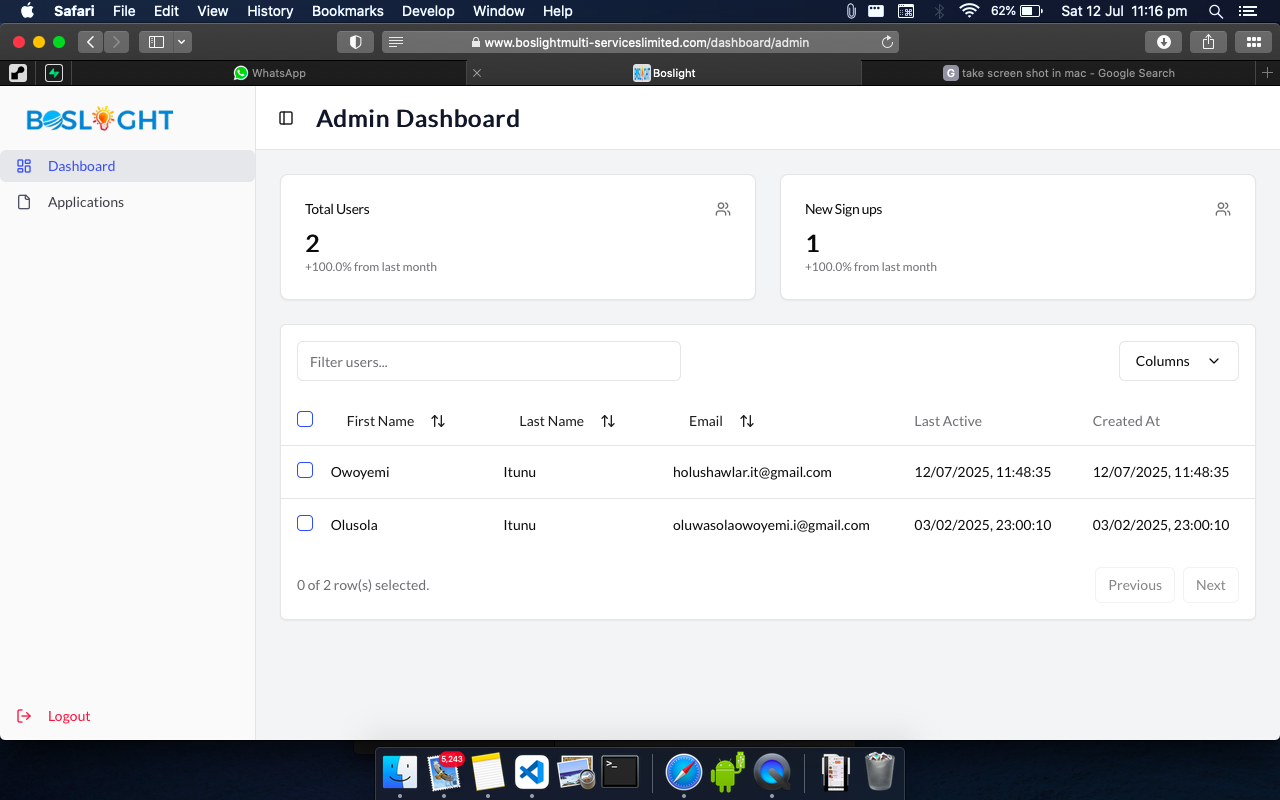 Safari File Edit View History Bookmarks Develop Window Help 62% Sat 12 Jul 11:16 pm
www.boslightmulti-serviceslimited.com/dashboard/admin
WhatsApp Boslight G take screen shot in mac - Google Search
BOSLIGHT
Admin Dashboard
Dashboard
Applications
Total Users
2
+100.0% from last month
New Sign ups
1
+100.0% from last month
Filter users...
Columns
First Name Last Name Email Last Active Created At
Owoyemi Itunu holushawlar.it@gmail.com 12/07/2025, 11:48:35 12/07/2025, 11:48:35
Olusola Itunu oluwasolaowoyemi.i@gmail.com 03/02/2025, 23:00:10 03/02/2025, 23:00:10
0 of 2 row(s) selected.
Previous Next
Logout
5,243